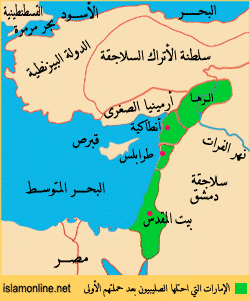 القسطنطينية
البحر
الأسود
بحر مرمرة
الدولة البيزنطية
سلطنة الأتراك السلاجقة
أرمينيا الصغرى
الرها
أنطاكية
قبرص
طرابلس
نهر الفرات
البحر المتوسط
سلاجقة
دمشق
بيت المقدس
مصر
الإمارات التي احتلها الصليبيون بعد حملتهم الأولى
islamonline.net